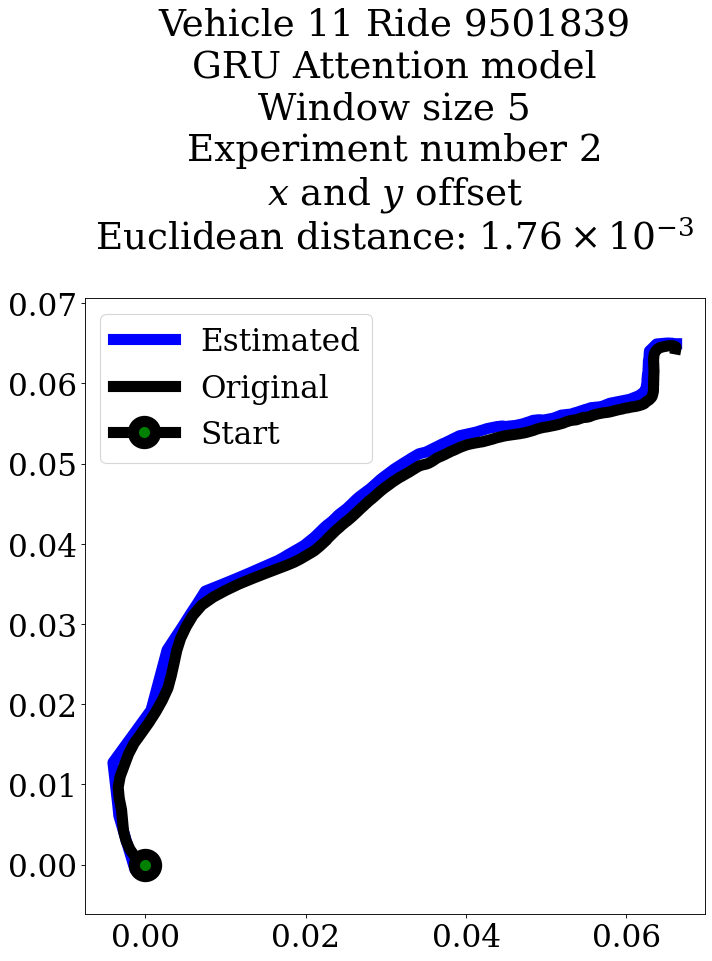 Vehicle 11 Ride 9501839
GRU Attention model
Window size 5
Experiment number 2
x and y offset
Euclidean distance: 1.76 × 10⁻³
Estimated
Original
Start
0.07
0.06
0.05
0.04
0.03
0.02
0.01
0.00
0.00 0.02 0.04 0.06